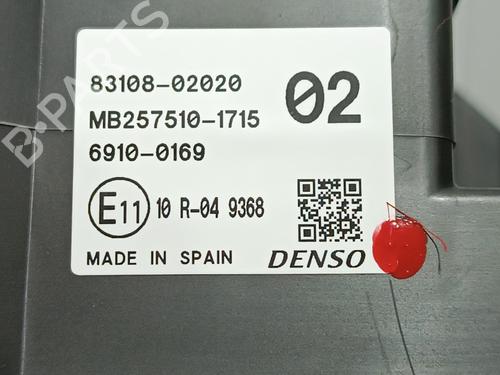 83108-02020
02
MB257510-1715
6910-0169
E11 10 R-04 9368
MADE IN SPAIN
DENSO
B-PARTS